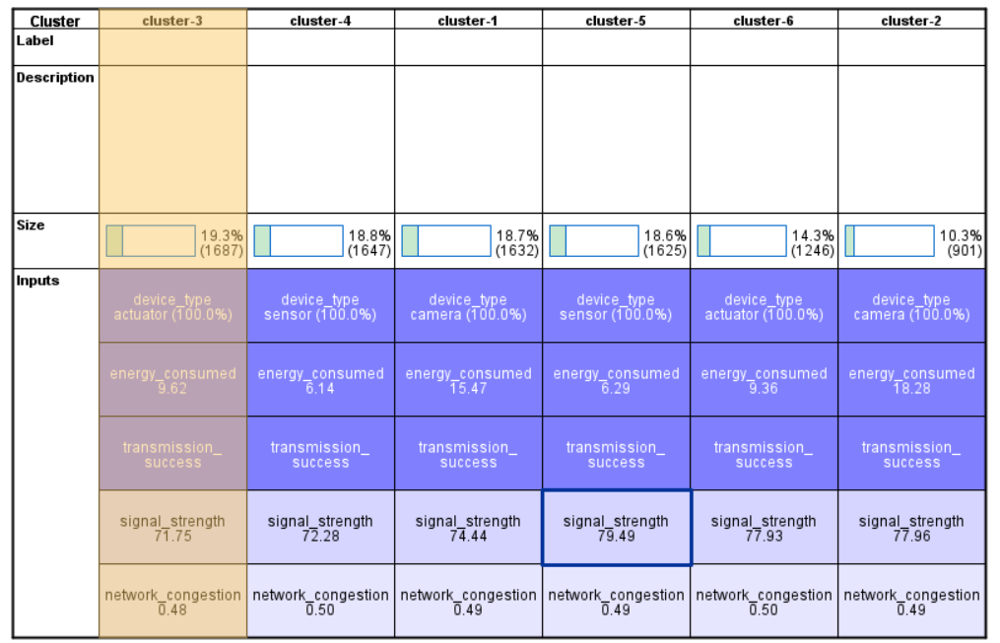 Cluster cluster-3 cluster-4 cluster-1 cluster-5 cluster-6 cluster-2
Label
Description
Size
19.3% 18.8% 18.7% 18.6% 14.3% 10.3%
(1687) (1647) (1632) (1625) (1246) (901)
Inputs
device_type device_type device_type device_type device_type device_type
actuator (100.0%) sensor (100.0%) camera (100.0%) sensor (100.0%) actuator (100.0%) camera (100.0%)
energy_consumed energy_consumed energy_consumed energy_consumed energy_consumed energy_consumed
9.62 6.14 15.47 6.29 9.36 18.28
transmission_ transmission_ transmission_ transmission_ transmission_ transmission_
success success success success success success
signal_strength signal_strength signal_strength signal_strength signal_strength signal_strength
71.75 72.28 74.44 79.49 77.93 77.96
network_congestion network_congestion network_congestion network_congestion network_congestion network_congestion
0.48 0.50 0.49 0.49 0.50 0.49